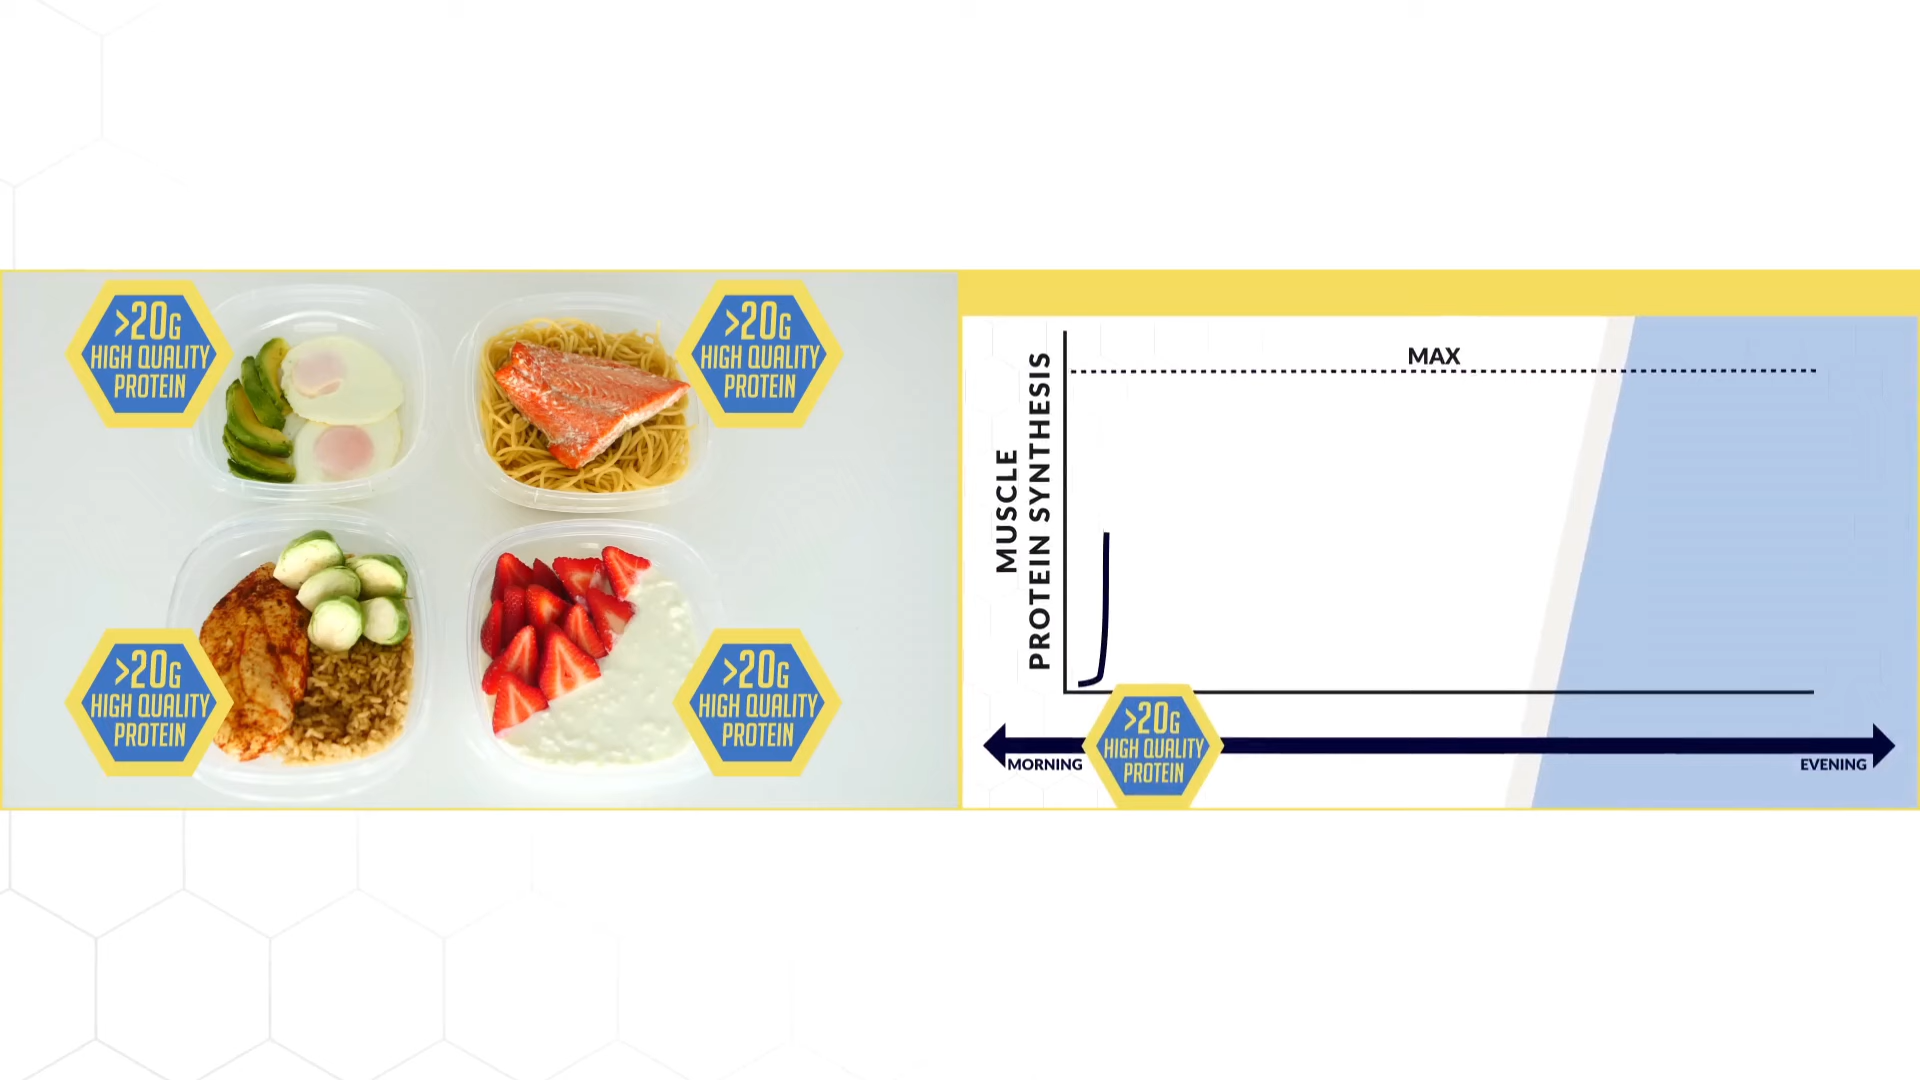 >20G
HIGH QUALITY
PROTEIN
>20G
HIGH QUALITY
PROTEIN
>20G
HIGH QUALITY
PROTEIN
>20G
HIGH QUALITY
PROTEIN
MUSCLE
PROTEIN SYNTHESIS
MAX
>20G
HIGH QUALITY
PROTEIN
MORNING
EVENING